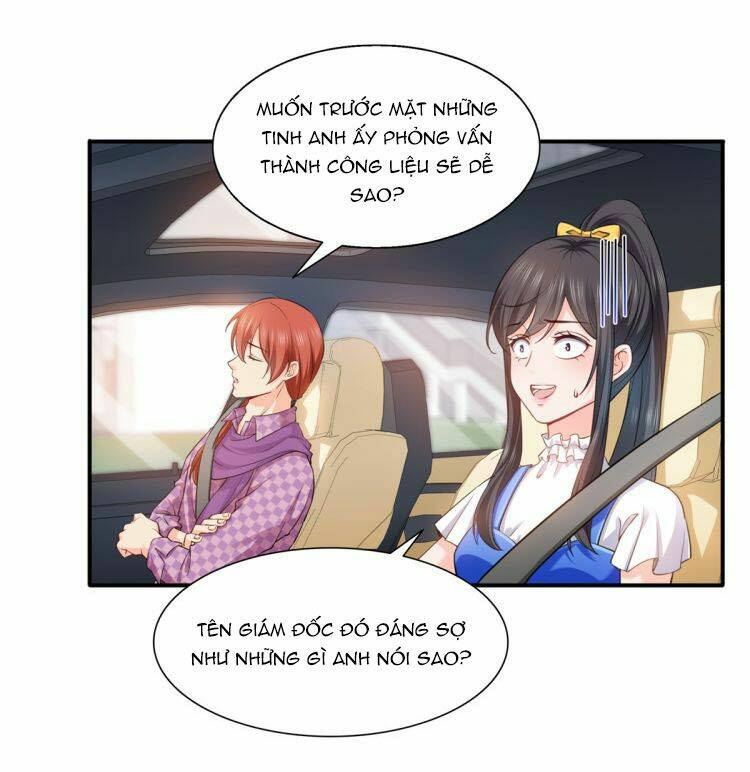 MUỐN TRƯỚC MẶT NHỮNG
TINH ANH ẤY PHỎNG VẤN
THÀNH CÔNG LIỆU SẼ DỄ
SAO?
TÊN GIÁM ĐỐC ĐÓ ĐÁNG SỢ
NHƯ NHỮNG GÌ ANH NÓI SAO?